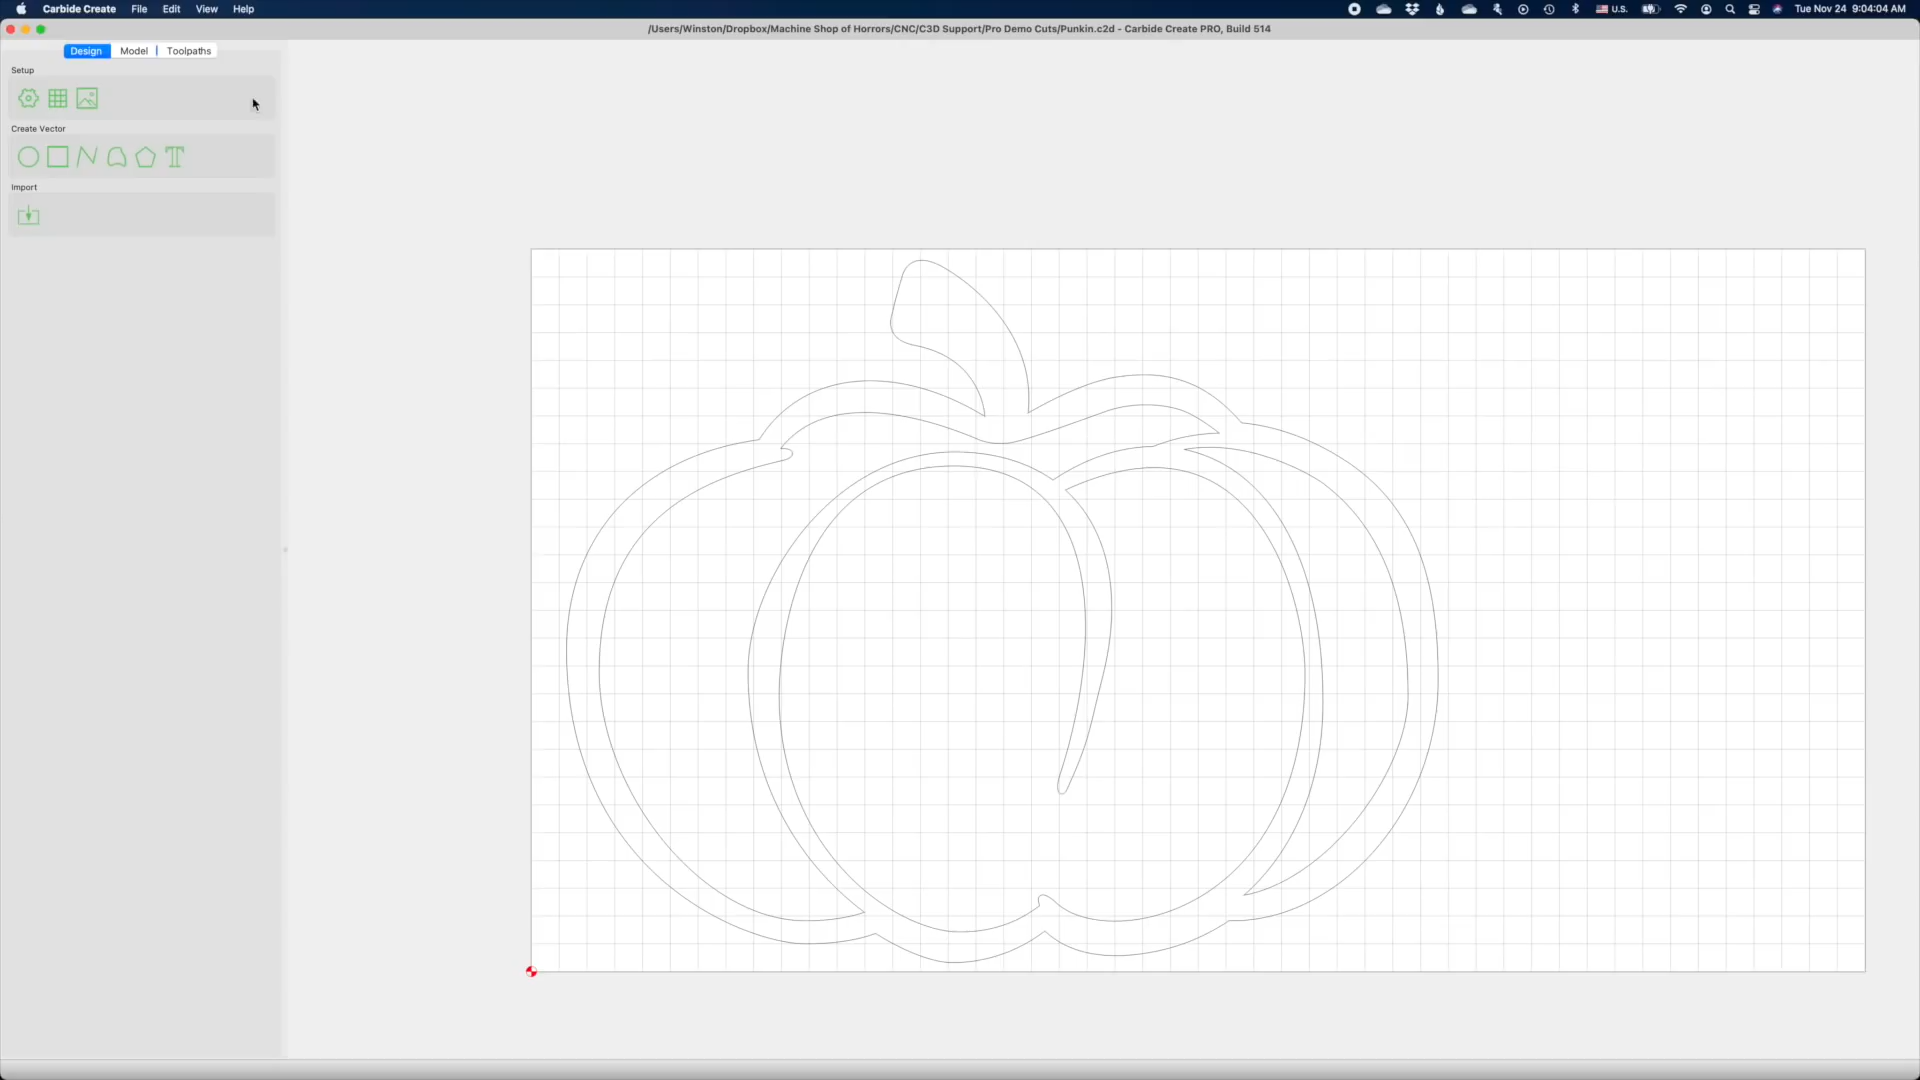 Carbide Create File Edit View Help U.S. Tue Nov 24 9:04:04 AM
/Users/Winston/Dropbox/Machine Shop of Horrors/CNC/C3D Support/Pro Demo Cuts/Punkin.c2d - Carbide Create PRO, Build 514
Design Model Toolpaths
Setup
Create Vector
Import